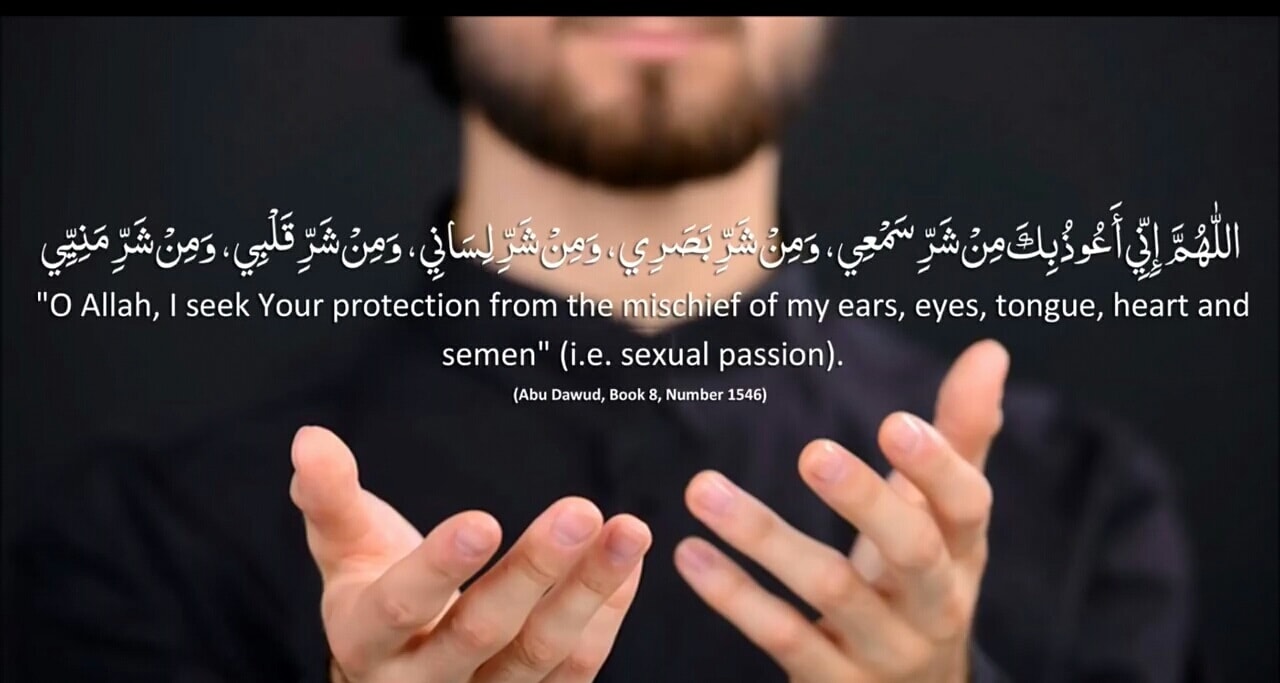 اللّٰهُمَّ إِنِّي أَعُوذُ بِكَ مِنْ شَرِّ سَمْعِي، وَمِنْ شَرِّ بَصَرِي، وَمِنْ شَرِّ لِسَانِي، وَمِنْ شَرِّ قَلْبِي، وَمِنْ شَرِّ مَنِيِّي
"O Allah, I seek Your protection from the mischief of my ears, eyes, tongue, heart and
semen" (i.e. sexual passion).
(Abu Dawud, Book 8, Number 1546)